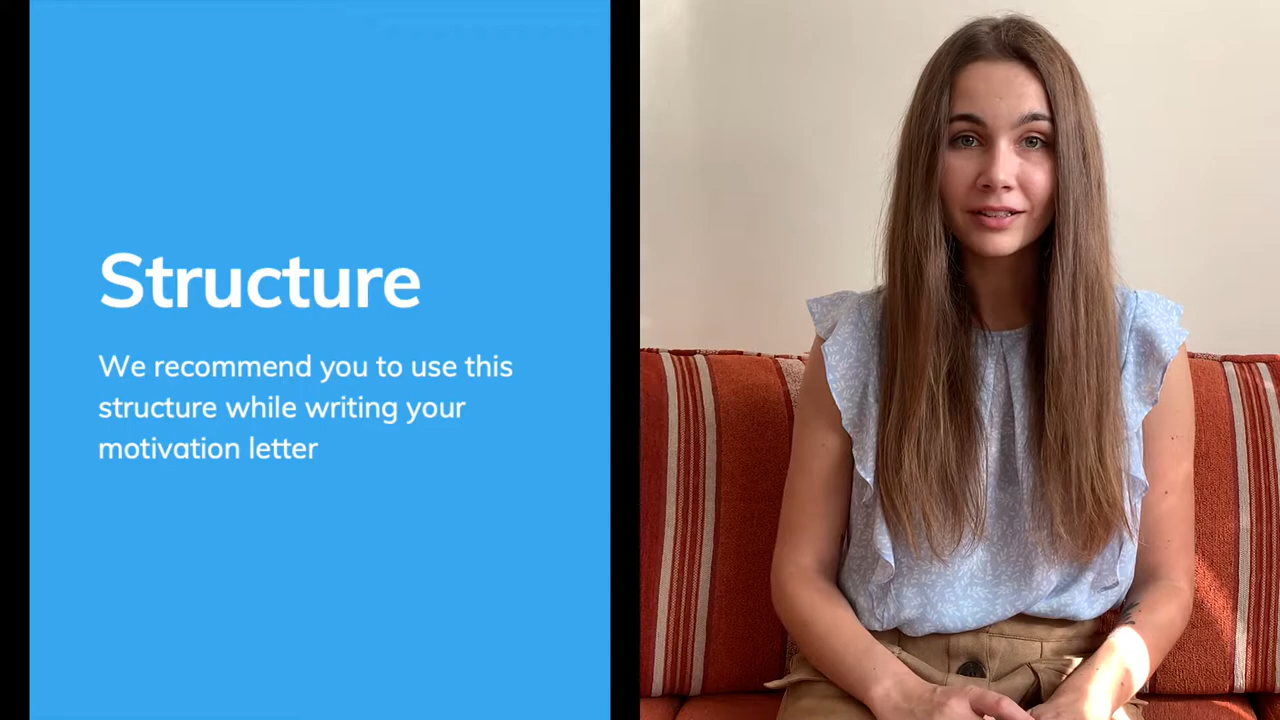 Structure
We recommend you to use this
structure while writing your
motivation letter